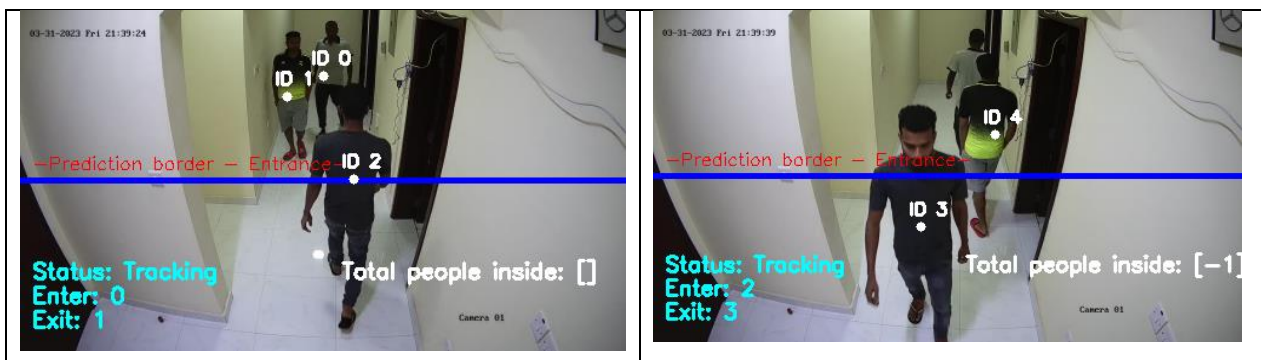 03-31-2023 Fri 21:39:24
ID 0
ID 1
-Prediction border - Entrance-
ID 2
Status: Tracking
Total people inside: []
Enter: 0
Exit: 1
Camera 01
03-31-2023 Fri 21:39:39
ID 4
-Prediction border - Entrance-
ID 3
Status: Tracking
Total people inside: [-1]
Enter: 2
Exit: 3
Camera 01